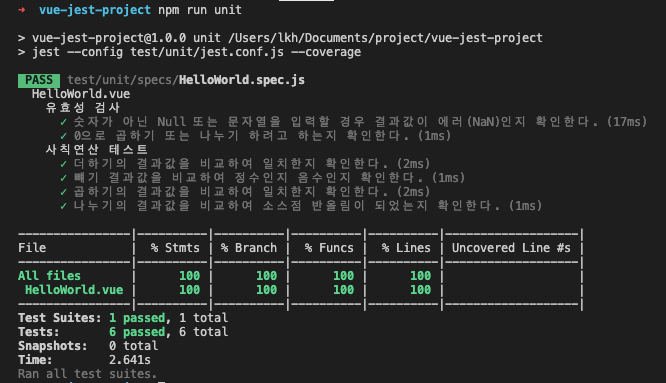 → vue-jest-project npm run unit
> vue-jest-project@1.0.0 unit /Users/lkh/Documents/project/vue-jest-project
> jest --config test/unit/jest.conf.js --coverage
PASS test/unit/specs/HelloWorld.spec.js
HelloWorld.vue
유효성 검사
✓ 숫자가 아닌 Null 또는 문자열을 입력할 경우 결과값이 에러(NaN)인지 확인한다. (17ms)
✓ 0으로 곱하기 또는 나누기 하려고 하는지 확인한다. (1ms)
사칙연산 테스트
✓ 더하기의 결과값을 비교하여 일치한지 확인한다. (2ms)
✓ 빼기 결과값을 비교하여 정수인지 음수인지 확인한다. (1ms)
✓ 곱하기의 결과값을 비교하여 일치한지 확인한다. (2ms)
✓ 나누기의 결과값을 비교하여 소스점 반올림이 되었는지 확인한다. (1ms)
----------------|----------|----------|----------|----------|-------------------|
File | % Stmts | % Branch | % Funcs | % Lines | Uncovered Line #s |
----------------|----------|----------|----------|----------|-------------------|
All files | 100 | 100 | 100 | 100 | |
HelloWorld.vue | 100 | 100 | 100 | 100 | |
----------------|----------|----------|----------|----------|-------------------|
Test Suites: 1 passed, 1 total
Tests: 6 passed, 6 total
Snapshots: 0 total
Time: 2.641s
Ran all test suites.